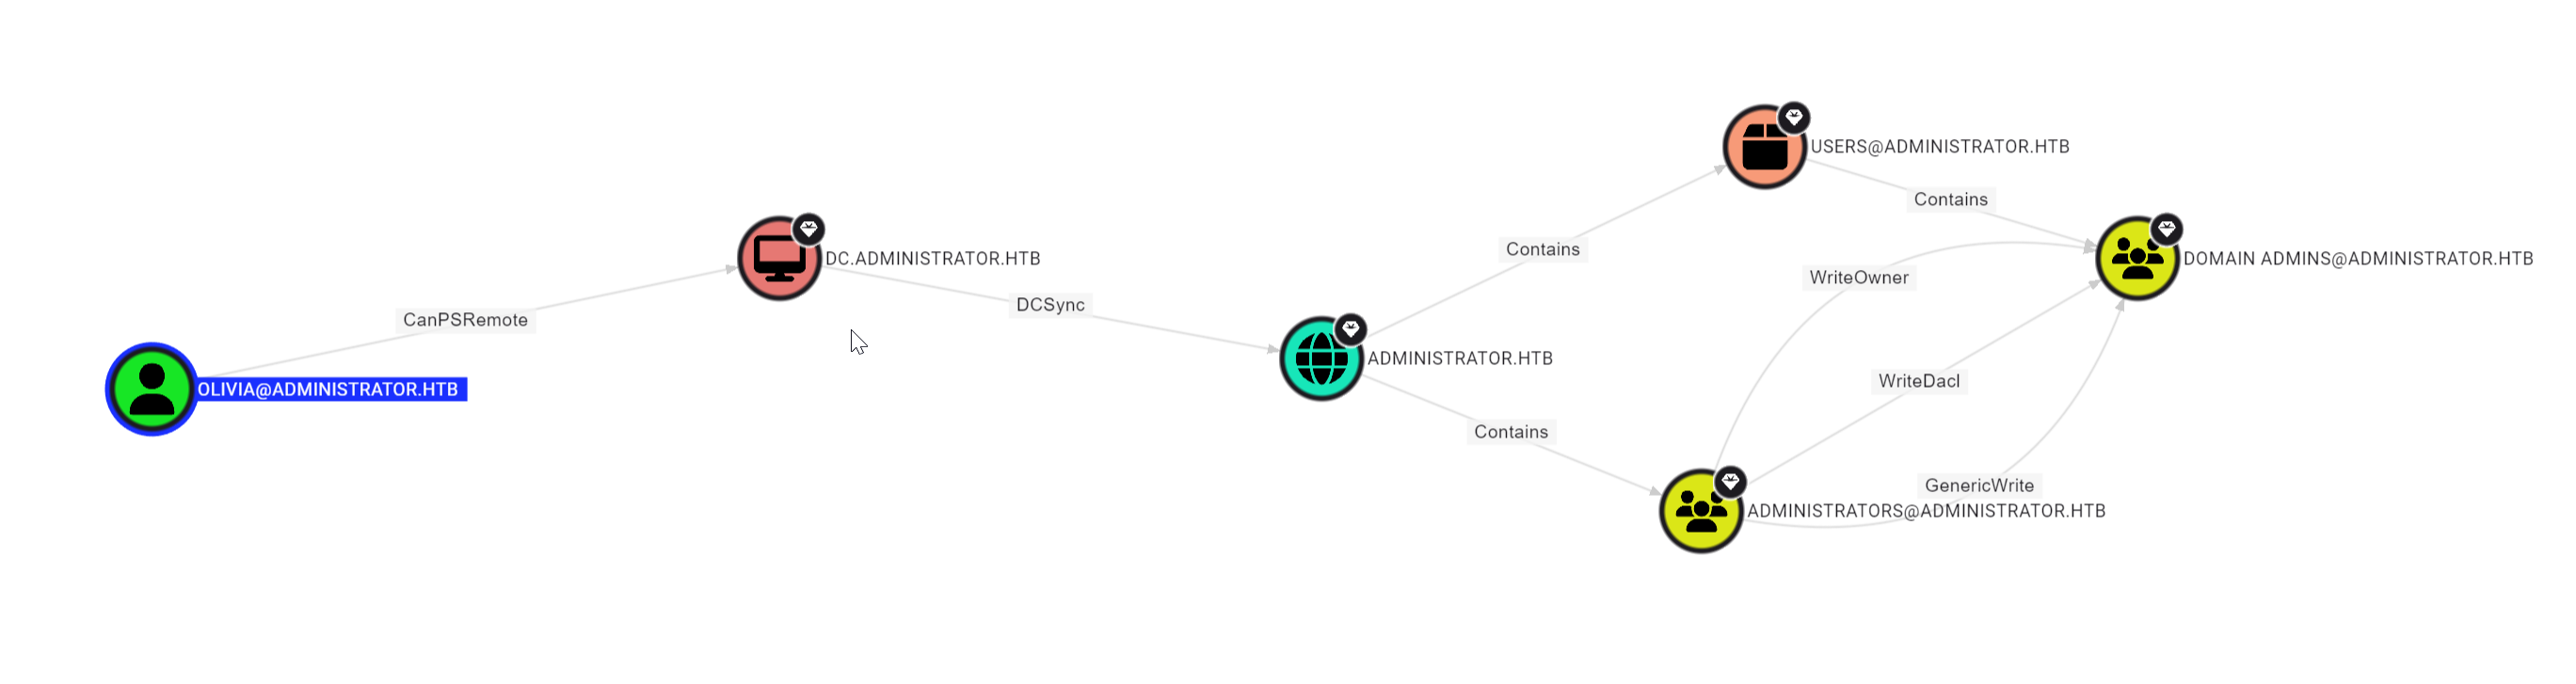 USERS@ADMINISTRATOR.HTB
Contains
Contains
DC.ADMINISTRATOR.HTB
DOMAIN ADMINS@ADMINISTRATOR.HTB
WriteOwner
DCSync
CanPSRemote
ADMINISTRATOR.HTB
WriteDacl
OLIVIA@ADMINISTRATOR.HTB
Contains
GenericWrite
ADMINISTRATORS@ADMINISTRATOR.HTB